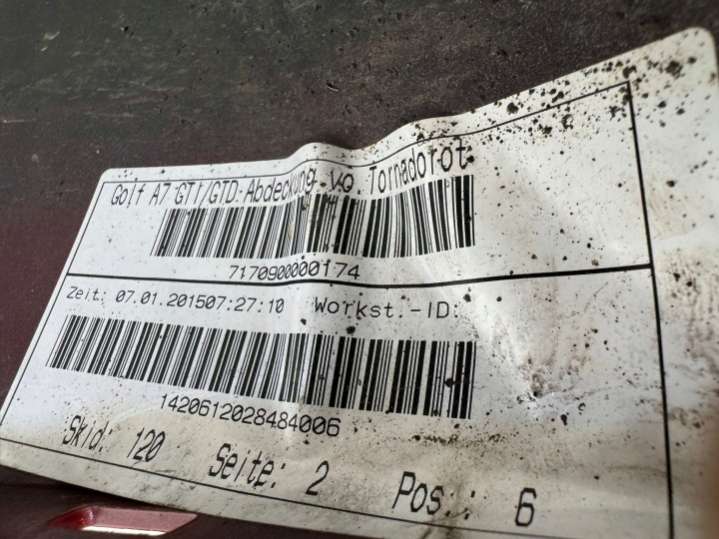 Golf A7 GTI/GTD Abdeckung vo. Tornadorot
7170900000174
Zeit: 07.01.201507:27:10 Workst.-ID:
1420612028484006
Skid: 120 Seite: 2 Pos.: 6